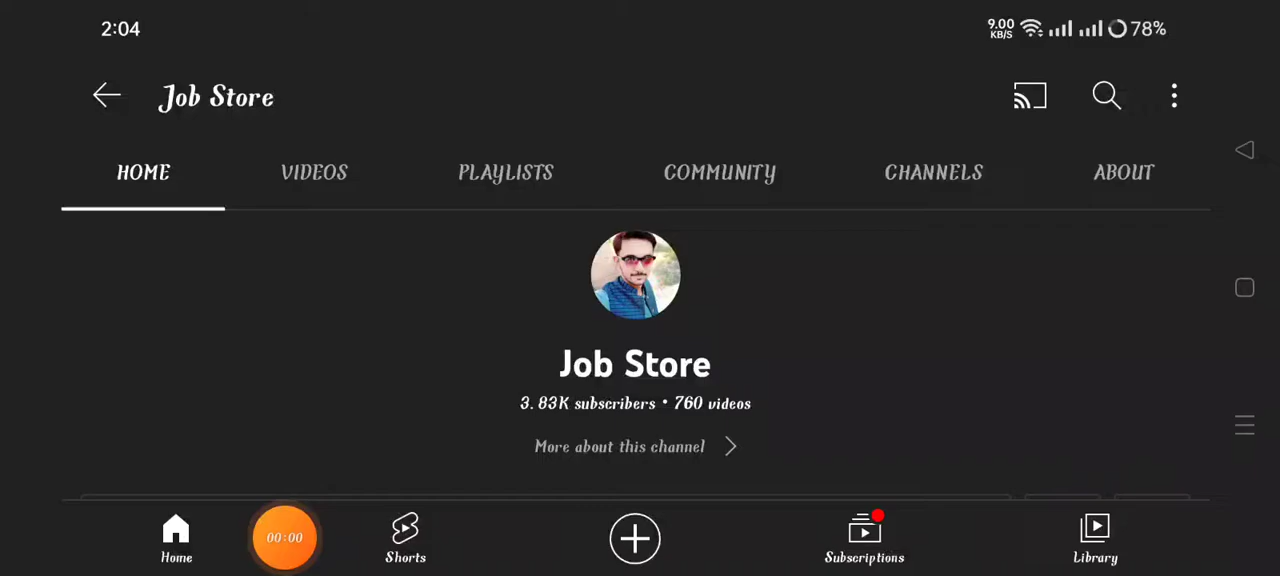 2:04
9.00 KB/S
78%
Job Store
HOME VIDEOS PLAYLISTS COMMUNITY CHANNELS ABOUT
Job Store
3.83K subscribers • 760 videos
More about this channel
00:00
Home Shorts Subscriptions Library